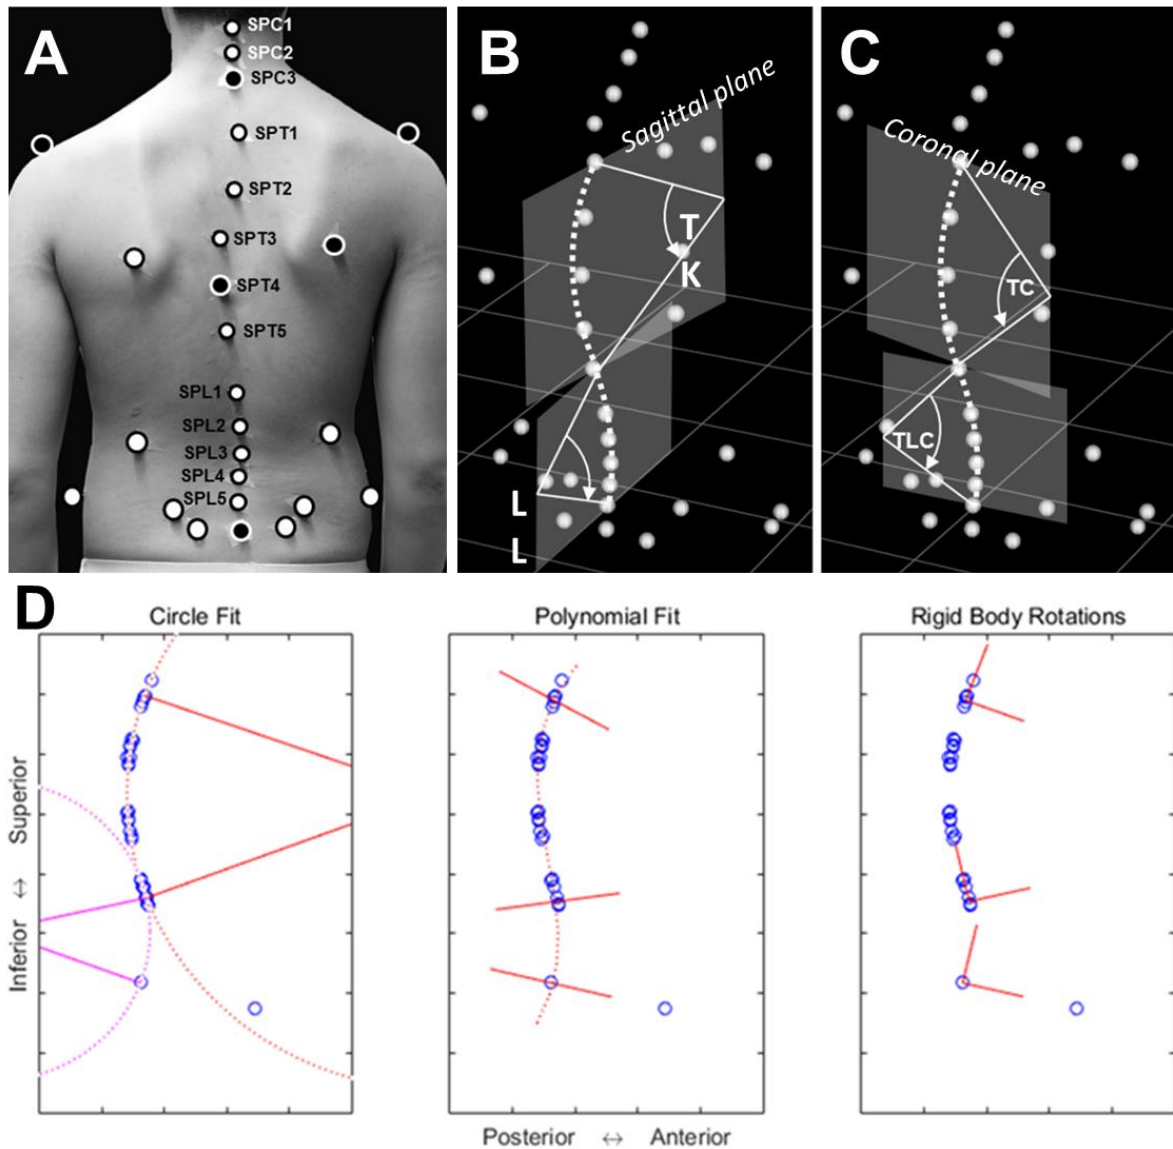 A
SPC1
SPC2
SPC3
SPT1
SPT2
SPT3
SPT4
SPT5
SPL1
SPL2
SPL3
SPL4
SPL5
B
Sagittal plane
T
K
L
L
C
Coronal plane
TC
TLC
D
Circle Fit
Polynomial Fit
Rigid Body Rotations
Inferior ↔ Superior
Posterior ↔ Anterior